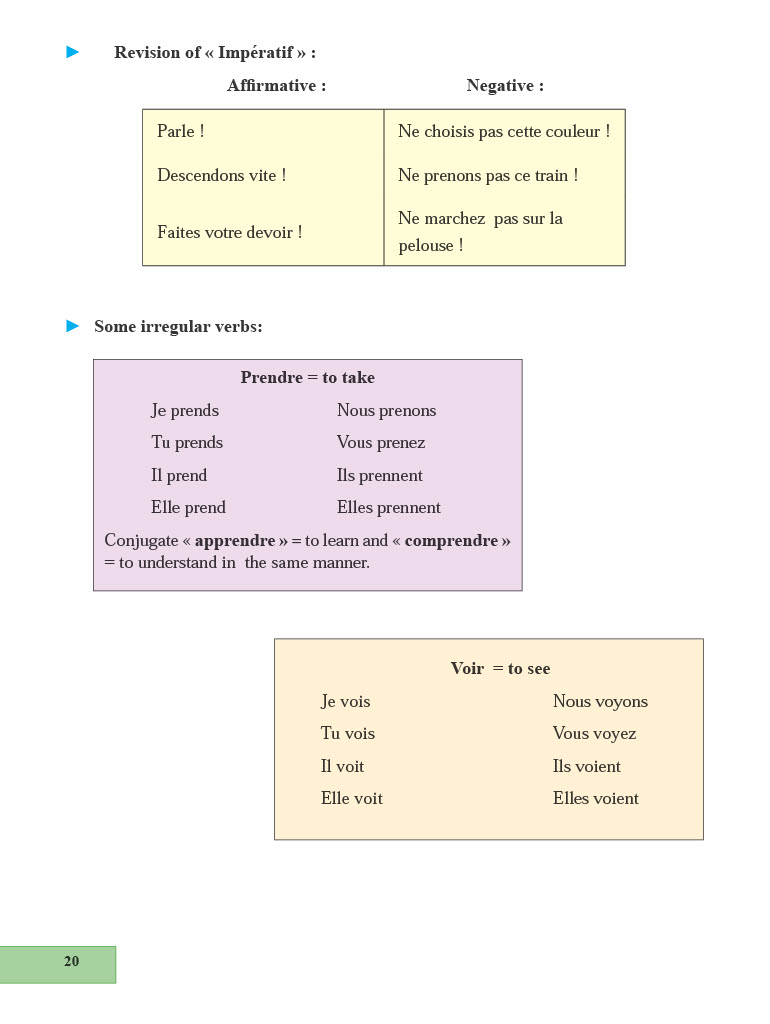 ► Revision of « Impératif » :
Affirmative : Negative :
Parle ! Ne choisis pas cette couleur !
Descendons vite ! Ne prenons pas ce train !
Faites votre devoir ! Ne marchez pas sur la
pelouse !
► Some irregular verbs:
Prendre = to take
Je prends Nous prenons
Tu prends Vous prenez
Il prend Ils prennent
Elle prend Elles prennent
Conjugate « apprendre » = to learn and « comprendre »
= to understand in the same manner.
Voir = to see
Je vois Nous voyons
Tu vois Vous voyez
Il voit Ils voient
Elle voit Elles voient
20